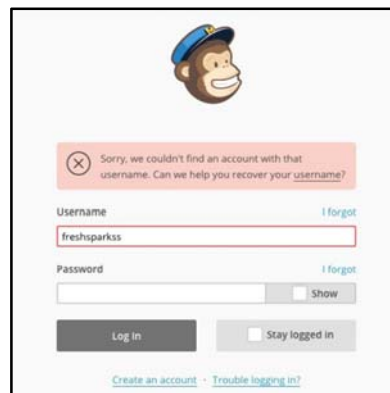 Sorry, we couldn't find an account with that
username. Can we help you recover your username?
Username I forgot
freshsparkss
Password I forgot
Show
Log In Stay logged in
Create an account · Trouble logging in?